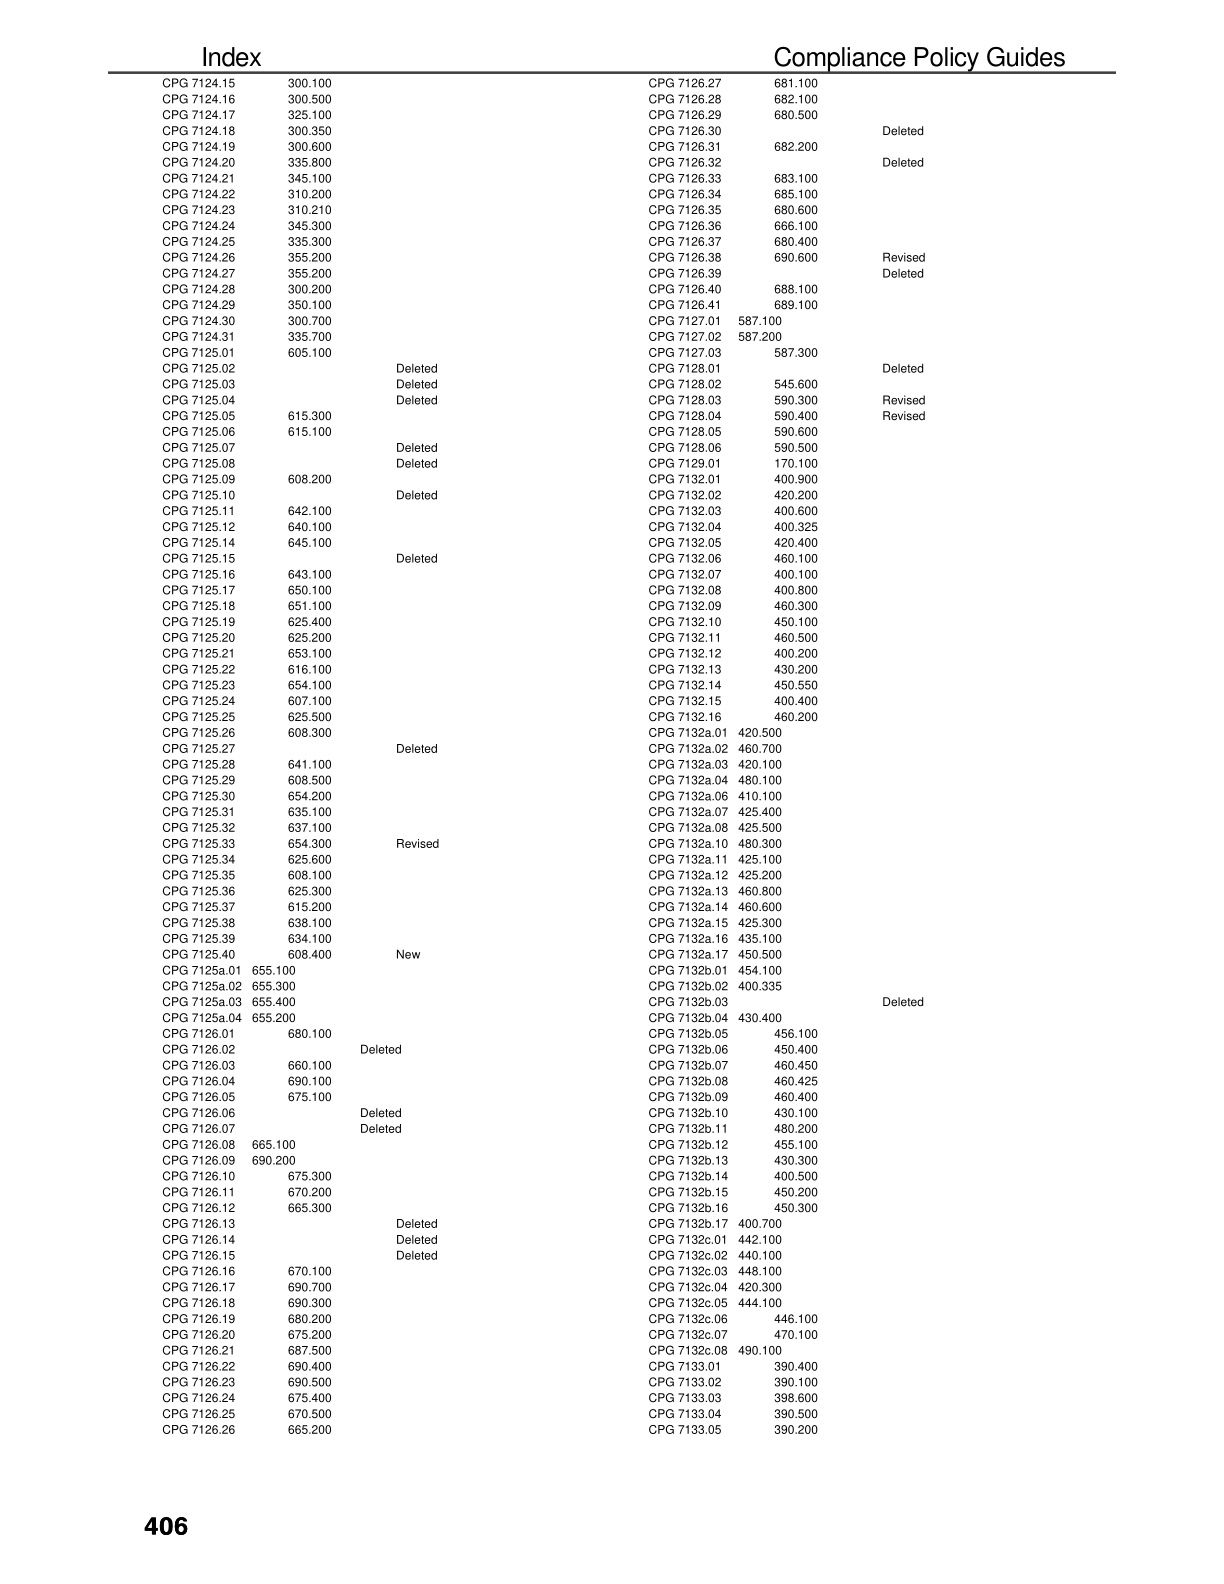 Index Compliance Policy Guides
CPG 7124.15 300.100
CPG 7124.16 300.500
CPG 7124.17 325.100
CPG 7124.18 300.350
CPG 7124.19 300.600
CPG 7124.20 335.800
CPG 7124.21 345.100
CPG 7124.22 310.200
CPG 7124.23 310.210
CPG 7124.24 345.300
CPG 7124.25 335.300
CPG 7124.26 355.200
CPG 7124.27 355.200
CPG 7124.28 300.200
CPG 7124.29 350.100
CPG 7124.30 300.700
CPG 7124.31 335.700
CPG 7125.01 605.100
CPG 7125.02 Deleted
CPG 7125.03 Deleted
CPG 7125.04 Deleted
CPG 7125.05 615.300
CPG 7125.06 615.100
CPG 7125.07 Deleted
CPG 7125.08 Deleted
CPG 7125.09 608.200
CPG 7125.10 Deleted
CPG 7125.11 642.100
CPG 7125.12 640.100
CPG 7125.14 645.100
CPG 7125.15 Deleted
CPG 7125.16 643.100
CPG 7125.17 650.100
CPG 7125.18 651.100
CPG 7125.19 625.400
CPG 7125.20 625.200
CPG 7125.21 653.100
CPG 7125.22 616.100
CPG 7125.23 654.100
CPG 7125.24 607.100
CPG 7125.25 625.500
CPG 7125.26 608.300
CPG 7125.27 Deleted
CPG 7125.28 641.100
CPG 7125.29 608.500
CPG 7125.30 654.200
CPG 7125.31 635.100
CPG 7125.32 637.100
CPG 7125.33 654.300 Revised
CPG 7125.34 625.600
CPG 7125.35 608.100
CPG 7125.36 625.300
CPG 7125.37 615.200
CPG 7125.38 638.100
CPG 7125.39 634.100
CPG 7125.40 608.400 New
CPG 7125a.01 655.100
CPG 7125a.02 655.300
CPG 7125a.03 655.400
CPG 7125a.04 655.200
CPG 7126.01 680.100
CPG 7126.02 Deleted
CPG 7126.03 660.100
CPG 7126.04 690.100
CPG 7126.05 675.100
CPG 7126.06 Deleted
CPG 7126.07 Deleted
CPG 7126.08 665.100
CPG 7126.09 690.200
CPG 7126.10 675.300
CPG 7126.11 670.200
CPG 7126.12 665.300
CPG 7126.13 Deleted
CPG 7126.14 Deleted
CPG 7126.15 Deleted
CPG 7126.16 670.100
CPG 7126.17 690.700
CPG 7126.18 690.300
CPG 7126.19 680.200
CPG 7126.20 675.200
CPG 7126.21 687.500
CPG 7126.22 690.400
CPG 7126.23 690.500
CPG 7126.24 675.400
CPG 7126.25 670.500
CPG 7126.26 665.200
CPG 7126.27 681.100
CPG 7126.28 682.100
CPG 7126.29 680.500
CPG 7126.30 Deleted
CPG 7126.31 682.200
CPG 7126.32 Deleted
CPG 7126.33 683.100
CPG 7126.34 685.100
CPG 7126.35 680.600
CPG 7126.36 666.100
CPG 7126.37 680.400
CPG 7126.38 690.600 Revised
CPG 7126.39 Deleted
CPG 7126.40 688.100
CPG 7126.41 689.100
CPG 7127.01 587.100
CPG 7127.02 587.200
CPG 7127.03 587.300
CPG 7128.01 Deleted
CPG 7128.02 545.600
CPG 7128.03 590.300 Revised
CPG 7128.04 590.400 Revised
CPG 7128.05 590.600
CPG 7128.06 590.500
CPG 7129.01 170.100
CPG 7132.01 400.900
CPG 7132.02 420.200
CPG 7132.03 400.600
CPG 7132.04 400.325
CPG 7132.05 420.400
CPG 7132.06 460.100
CPG 7132.07 400.100
CPG 7132.08 400.800
CPG 7132.09 460.300
CPG 7132.10 450.100
CPG 7132.11 460.500
CPG 7132.12 400.200
CPG 7132.13 430.200
CPG 7132.14 450.550
CPG 7132.15 400.400
CPG 7132.16 460.200
CPG 7132a.01 420.500
CPG 7132a.02 460.700
CPG 7132a.03 420.100
CPG 7132a.04 480.100
CPG 7132a.06 410.100
CPG 7132a.07 425.400
CPG 7132a.08 425.500
CPG 7132a.10 480.300
CPG 7132a.11 425.100
CPG 7132a.12 425.200
CPG 7132a.13 460.800
CPG 7132a.14 460.600
CPG 7132a.15 425.300
CPG 7132a.16 435.100
CPG 7132a.17 450.500
CPG 7132b.01 454.100
CPG 7132b.02 400.335
CPG 7132b.03 Deleted
CPG 7132b.04 430.400
CPG 7132b.05 456.100
CPG 7132b.06 450.400
CPG 7132b.07 460.450
CPG 7132b.08 460.425
CPG 7132b.09 460.400
CPG 7132b.10 430.100
CPG 7132b.11 480.200
CPG 7132b.12 455.100
CPG 7132b.13 430.300
CPG 7132b.14 400.500
CPG 7132b.15 450.200
CPG 7132b.16 450.300
CPG 7132b.17 400.700
CPG 7132c.01 442.100
CPG 7132c.02 440.100
CPG 7132c.03 448.100
CPG 7132c.04 420.300
CPG 7132c.05 444.100
CPG 7132c.06 446.100
CPG 7132c.07 470.100
CPG 7132c.08 490.100
CPG 7133.01 390.400
CPG 7133.02 390.100
CPG 7133.03 398.600
CPG 7133.04 390.500
CPG 7133.05 390.200
406